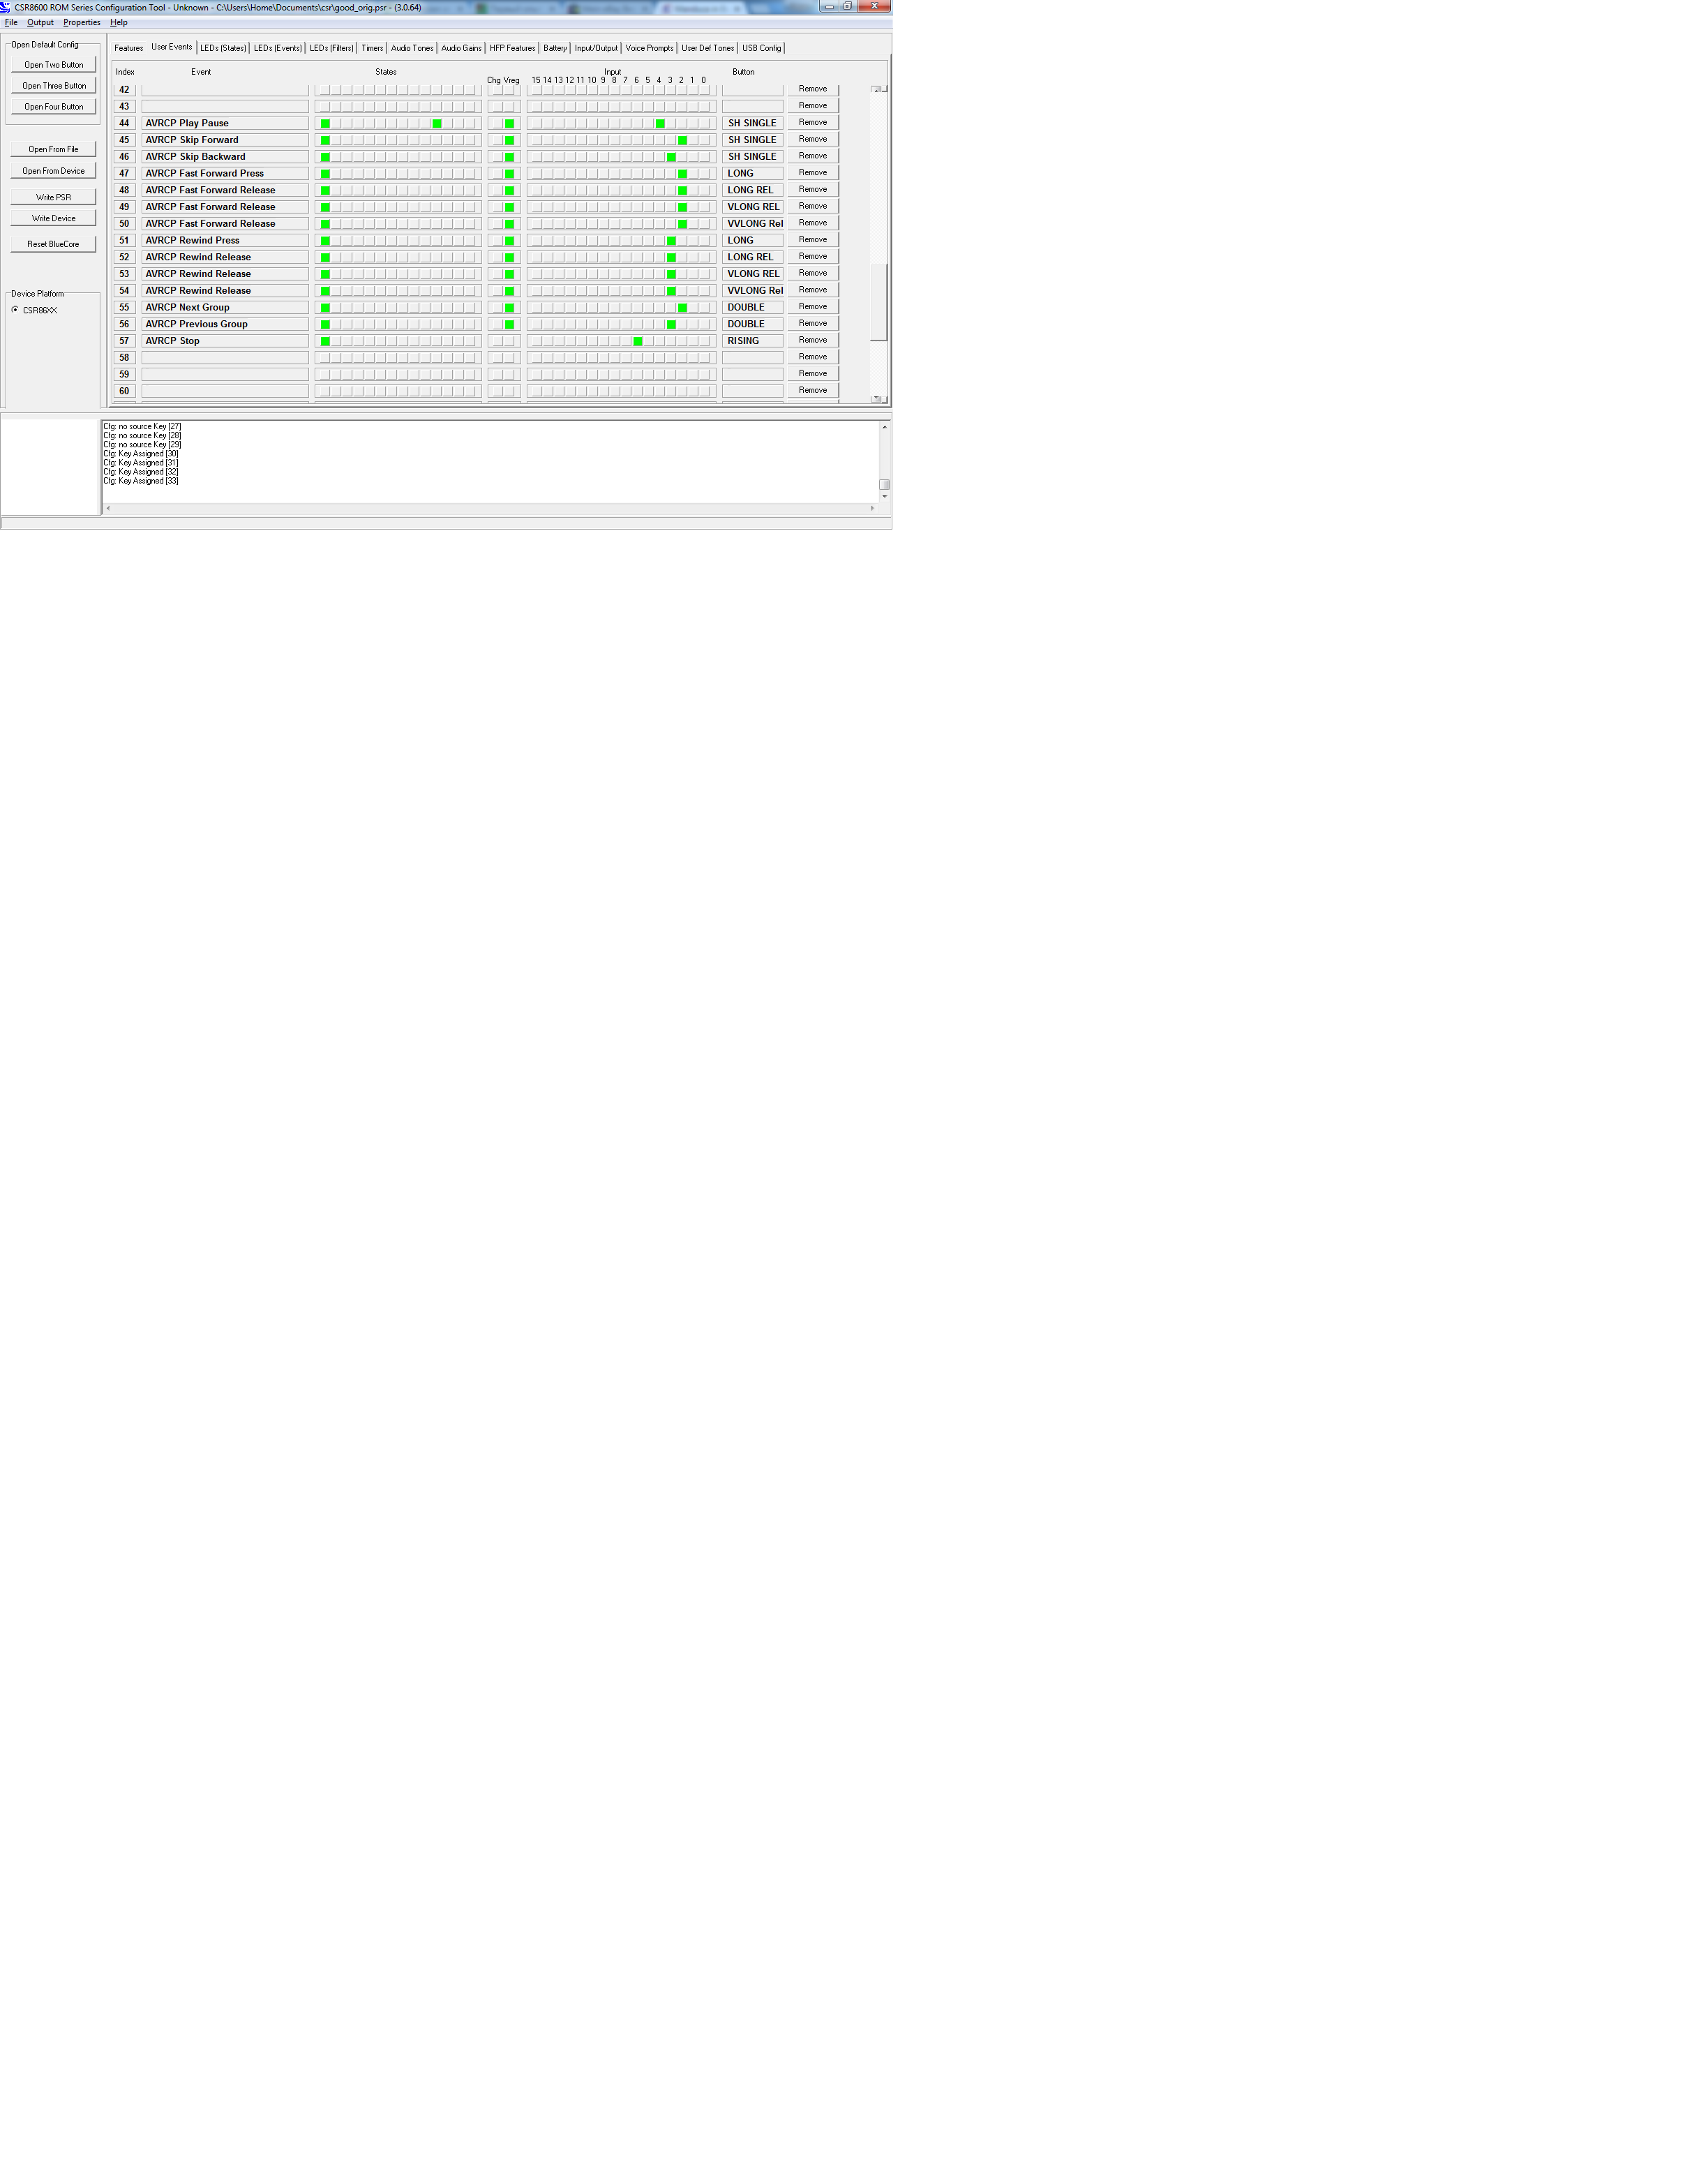 CSR8600 ROM Series Configuration Tool - Unknown - C:\Users\Home\Documents\csr\good_orig.psr - (3.0.64)
File Output Properties Help
Open Default Config
Open Two Button
Open Three Button
Open Four Button
Open From File
Open From Device
Write PSR
Write Device
Reset BlueCore
Device Platform
CSR86XX
Features User Events LEDs (States) LEDs (Events) LEDs (Filters) Timers Audio Tones Audio Gains HFP Features Battery Input/Output Voice Prompts User Def Tones USB Config
Index Event States Input Button
Chg Vreg 15 14 13 12 11 10 9 8 7 6 5 4 3 2 1 0
42 Remove
43 Remove
44 AVRCP Play Pause SH SINGLE Remove
45 AVRCP Skip Forward SH SINGLE Remove
46 AVRCP Skip Backward SH SINGLE Remove
47 AVRCP Fast Forward Press LONG Remove
48 AVRCP Fast Forward Release LONG REL Remove
49 AVRCP Fast Forward Release VLONG REL Remove
50 AVRCP Fast Forward Release VVLONG Rel Remove
51 AVRCP Rewind Press LONG Remove
52 AVRCP Rewind Release LONG REL Remove
53 AVRCP Rewind Release VLONG REL Remove
54 AVRCP Rewind Release VVLONG Rel Remove
55 AVRCP Next Group DOUBLE Remove
56 AVRCP Previous Group DOUBLE Remove
57 AVRCP Stop RISING Remove
58 Remove
59 Remove
60 Remove
Cfg: no source Key [27]
Cfg: no source Key [28]
Cfg: no source Key [29]
Cfg: Key Assigned [30]
Cfg: Key Assigned [31]
Cfg: Key Assigned [32]
Cfg: Key Assigned [33]